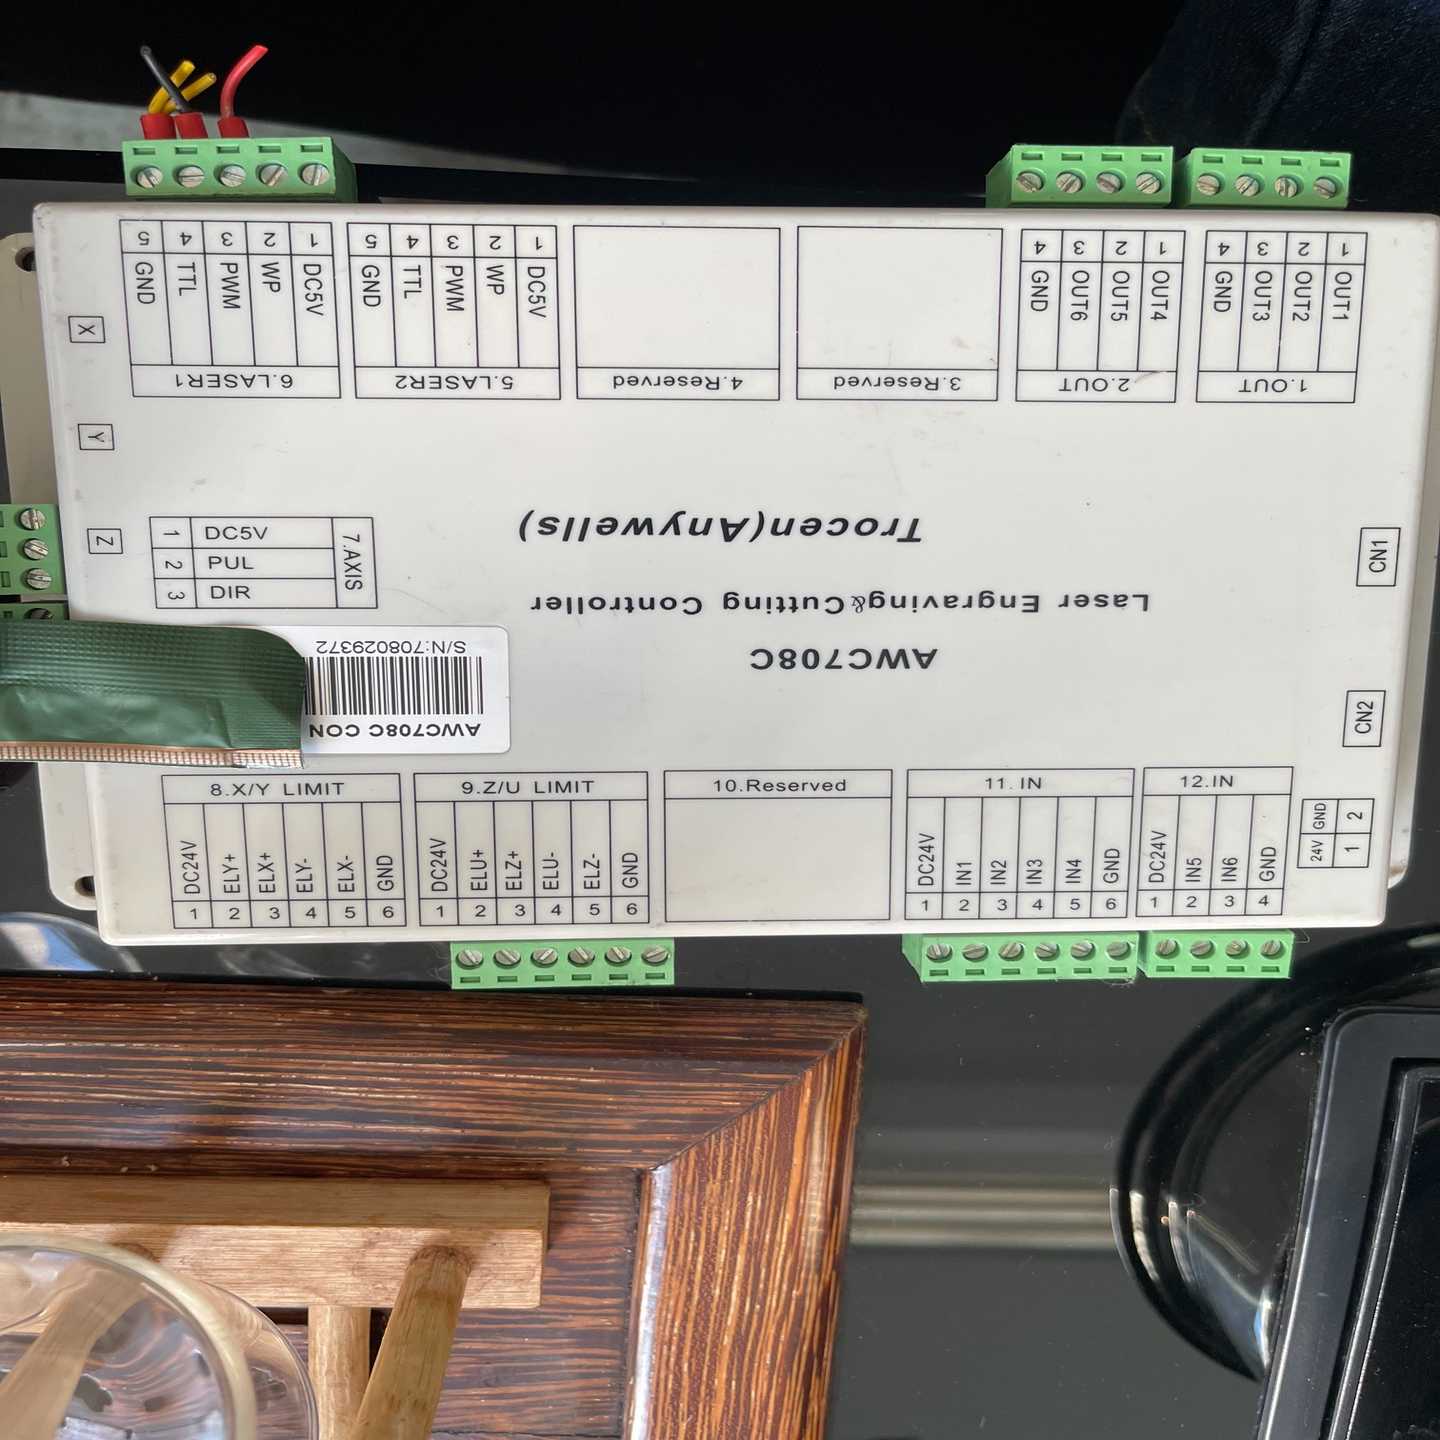 5 4 3 2 1
GND TTL PWM WP DC5V
6.LASER1
5 4 3 2 1
GND TTL PWM WP DC5V
5.LASER2
4.Reserved
3.Reserved
4 3 2 1
GND OUT6 OUT5 OUT4
2.OUT
4 3 2 1
GND OUT3 OUT2 OUT1
1.OUT
X
Y
Z
1 DC5V
2 PUL
3 DIR
7.AXIS
Trocen(Anywells)
Laser Engraving&Cutting Controller
AWC708C
CN1
CN2
AWC708C CON
S/N:708029372
8.X/Y LIMIT
DC24V ELY+ ELX+ ELY- ELX- GND
1 2 3 4 5 6
9.Z/U LIMIT
DC24V ELU+ ELZ+ ELU- ELZ- GND
1 2 3 4 5 6
10.Reserved
11.IN
DC24V IN1 IN2 IN3 IN4 GND
1 2 3 4 5 6
12.IN
DC24V IN5 IN6 GND
1 2 3 4
GND 2
24V 1